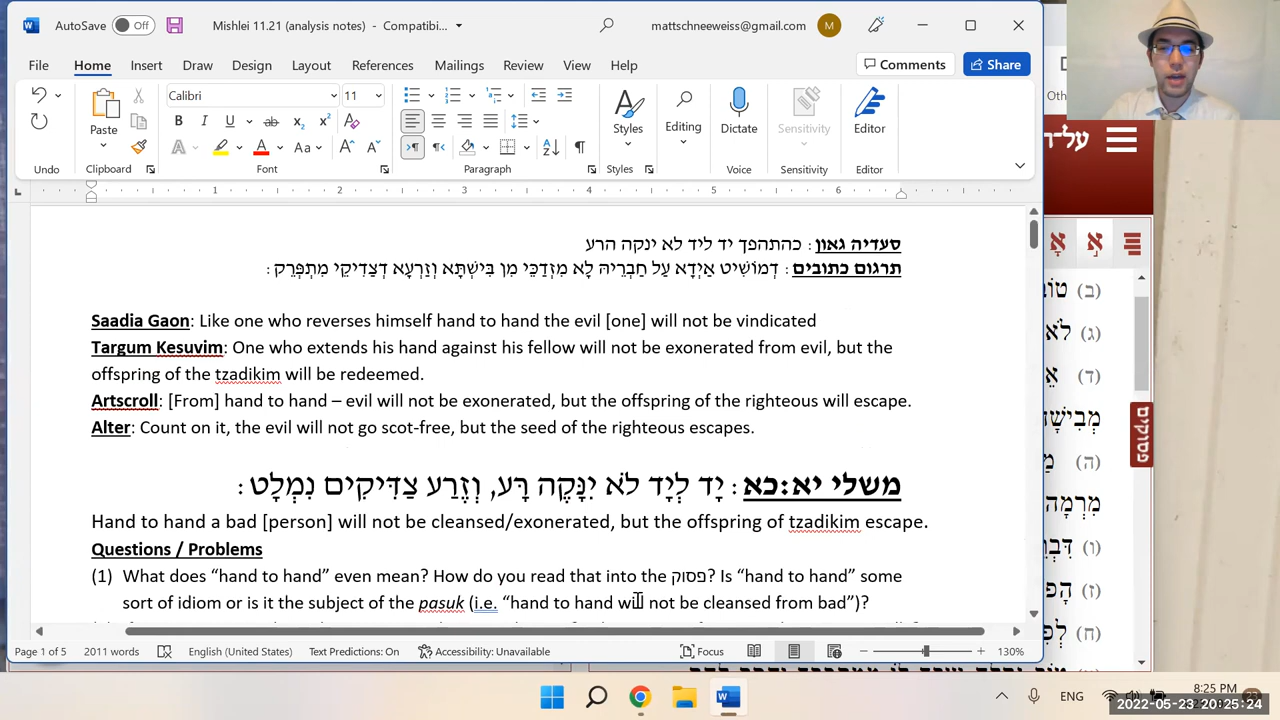 AutoSave Off Mishlei 11.21 (analysis notes) - Compatibi... mattschneeweiss@gmail.com M
File Home Insert Draw Design Layout References Mailings Review View Help Comments Share
Calibri 11
Paste Styles Editing Dictate Sensitivity Editor
Undo Clipboard Font Paragraph Styles Voice Sensitivity Editor
1 2 3 4 5 6
סעדיה גאון: כהתהפך יד ליד לא ינקה הרע
תרגום כתובים: דְמוֹשִׁיט אַיְדָא עַל חַבְרֵיהּ לָא מִזְדַכֵּי מִן בִּישְׁתָּא וְזַרְעָא דְצַדִּיקֵי מִתְפָּרֵק:
Saadia Gaon: Like one who reverses himself hand to hand the evil [one] will not be vindicated
Targum Kesuvim: One who extends his hand against his fellow will not be exonerated from evil, but the
offspring of the tzadikim will be redeemed.
Artscroll: [From] hand to hand – evil will not be exonerated, but the offspring of the righteous will escape.
Alter: Count on it, the evil will not go scot-free, but the seed of the righteous escapes.
משלי יא:כא: יָד לְיָד לֹא יִנָּקֶה רָּע, וְזֶרַע צַדִּיקִים נִמְלָט:
Hand to hand a bad [person] will not be cleansed/exonerated, but the offspring of tzadikim escape.
Questions / Problems
(1) What does “hand to hand” even mean? How do you read that into the פסוק? Is “hand to hand” some
sort of idiom or is it the subject of the pasuk (i.e. “hand to hand will not be cleansed from bad”)?
Page 1 of 5 2011 words English (United States) Text Predictions: On Accessibility: Unavailable Focus 130%
על־ה
(ב) טוֹ
(ג) לֹא
(ד)
מְבִישָׁ
(ה)
מִרְמָה
(ו) דִּבְ
(ז) הָפ
(ח) לְפִ
פסוקים
ENG 8:25 PM
2022-05-23 20:25:24